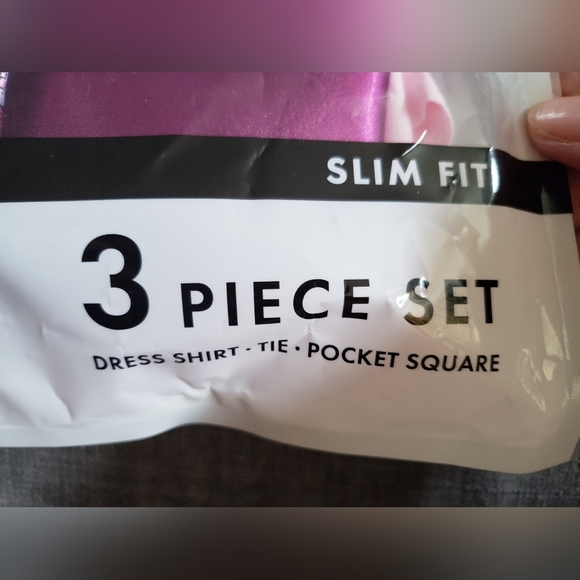 SLIM FIT
3 PIECE SET
DRESS SHIRT · TIE · POCKET SQUARE